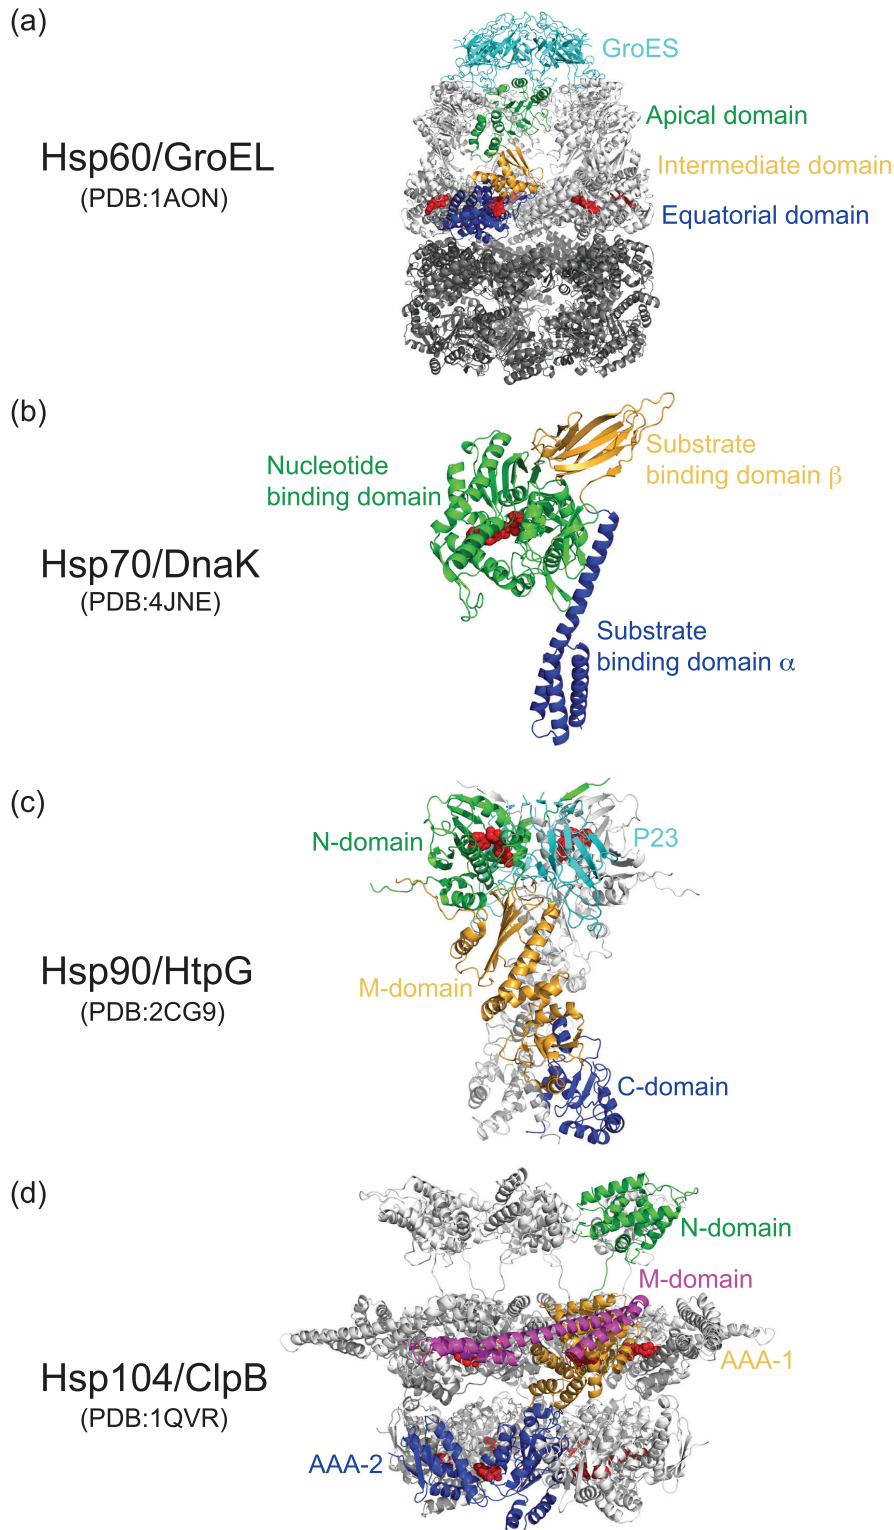 (a)
GroES
Apical domain
Hsp60/GroEL
(PDB:1AON)
Intermediate domain
Equatorial domain
(b)
Substrate
binding domain β
Nucleotide
binding domain
Hsp70/DnaK
(PDB:4JNE)
Substrate
binding domain α
(c)
N-domain
P23
Hsp90/HtpG
(PDB:2CG9)
M-domain
C-domain
(d)
N-domain
M-domain
AAA-1
Hsp104/ClpB
(PDB:1QVR)
AAA-2